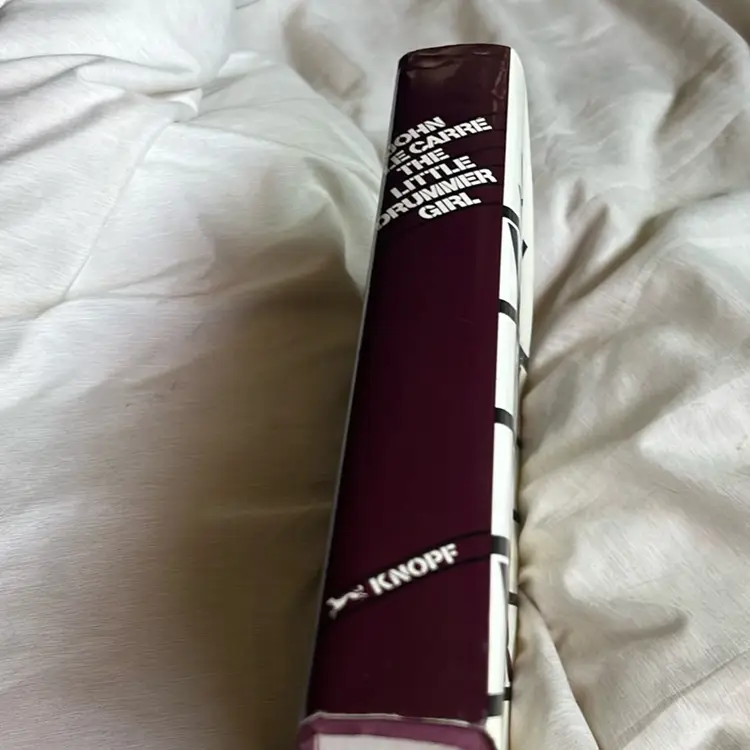 JOHN
LE CARRE
THE
LITTLE
DRUMMER
GIRL
KNOPF